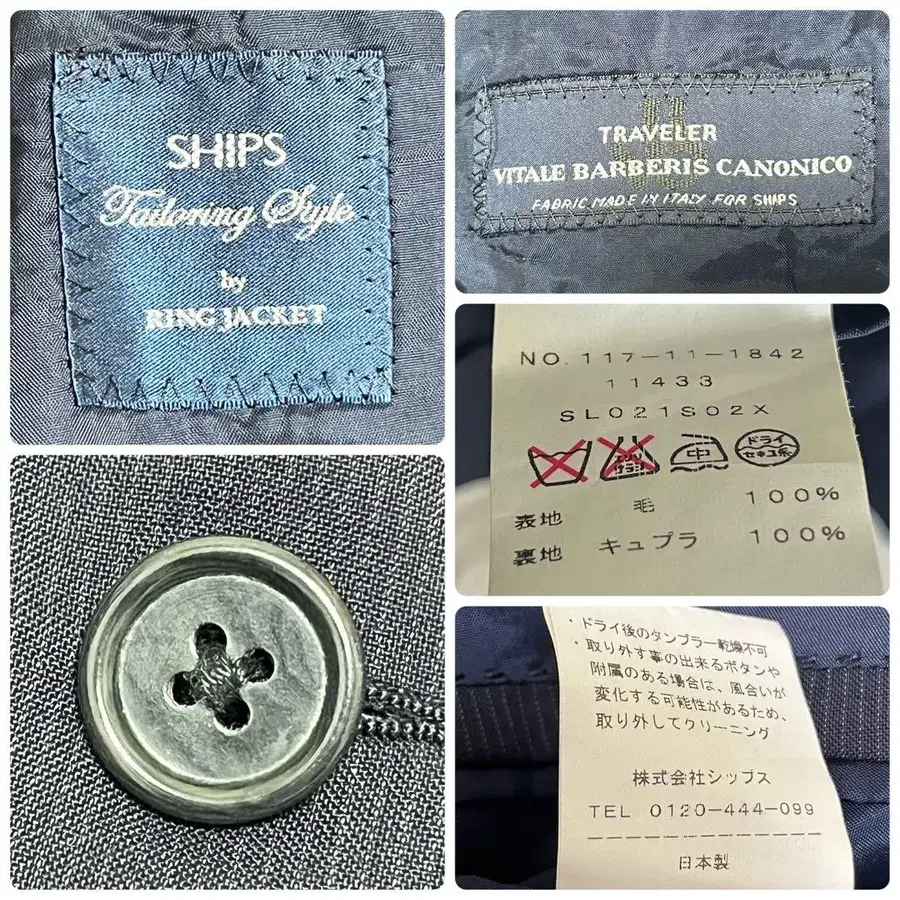 SHIPS
Tailoring Style
by
RING JACKET
TRAVELER
VITALE BARBERIS CANONICO
FABRIC MADE IN ITALY FOR SHIPS
NO. 117-11-1842
11433
SL021S02X
エンソサラシ
中
ドライ
セキユ系
表地 毛 100%
裏地 キュプラ 100%
・ドライ後のタンブラー乾燥不可
・取り外す事の出来るボタンや
附属のある場合は、風合いが
変化する可能性があるため、
取り外してクリーニング
株式会社シップス
TEL 0120-444-099
日本製